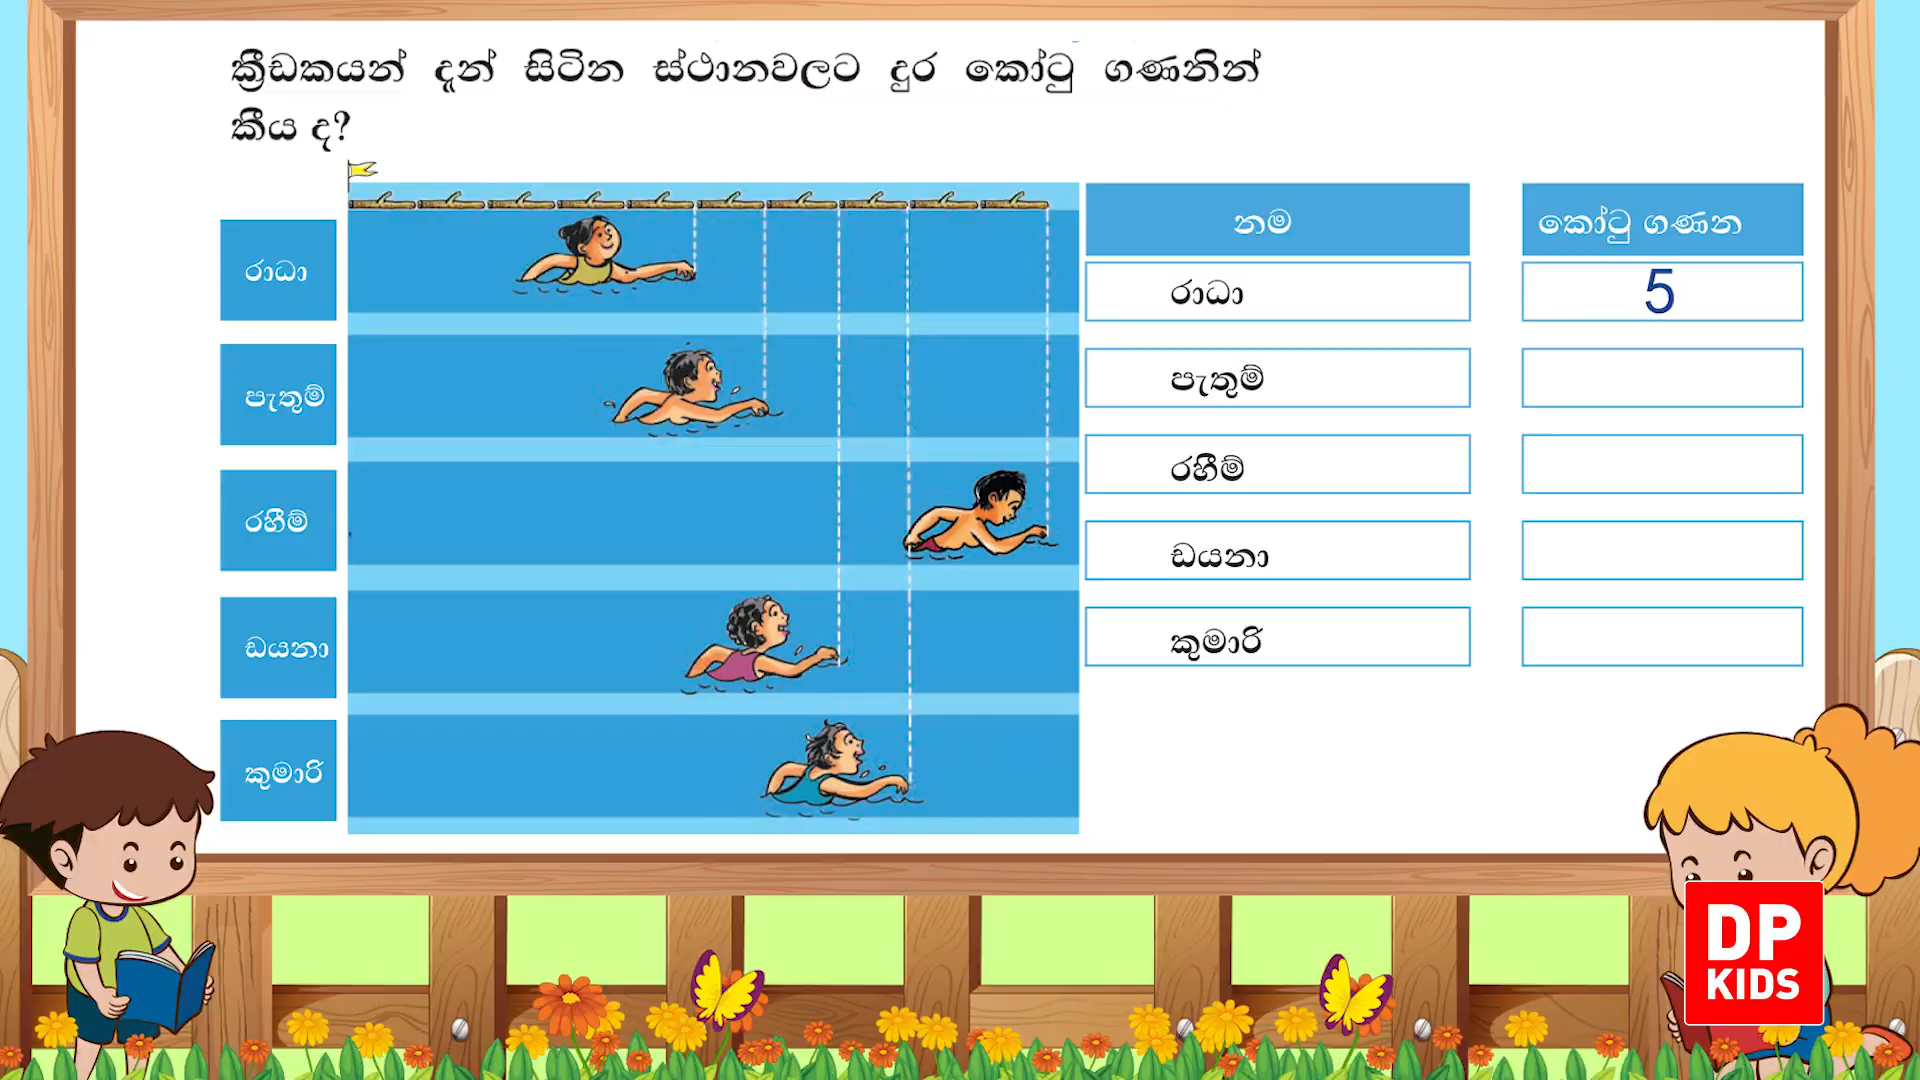 ක්‍රීඩකයන් දැන් සිටින ස්ථානවලට දුර කෝටු ගණනින්
කීය ද?
රාධා
පැතුම්
රහීම්
ඩයනා
කුමාරි
නම කෝටු ගණන
රාධා 5
පැතුම්
රහීම්
ඩයනා
කුමාරි
DP
KIDS